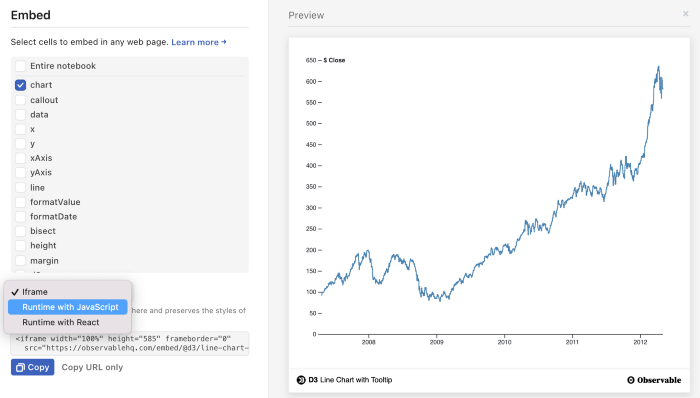 Embed
Select cells to embed in any web page. Learn more →
Entire notebook
chart
callout
data
x
y
xAxis
yAxis
line
formatValue
formatDate
bisect
height
margin
✓ Iframe
Runtime with JavaScript
Runtime with React
here and preserves the styles of
<iframe width="100%" height="585" frameborder="0"
src="https://observablehq.com/embed/@d3/line-chart-
Copy
Copy URL only
Preview
×
650
$ Close
600
550
500
450
400
350
300
250
200
150
100
50
0
2008
2009
2010
2011
2012
D3 Line Chart with Tooltip
Observable